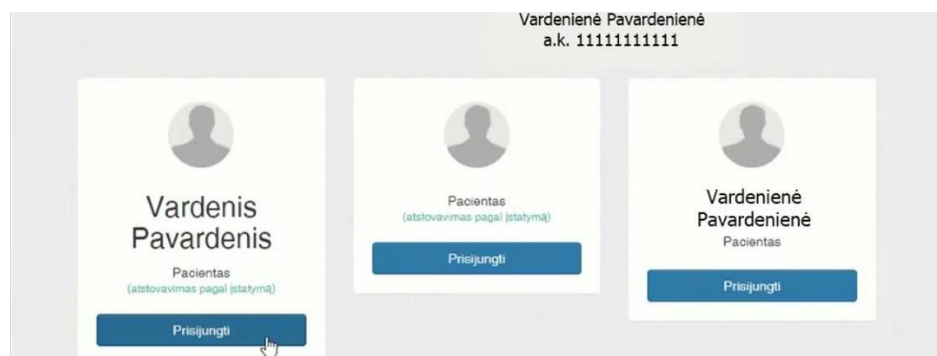 Vardenienė Pavardenienė
a.k. 11111111111
Vardenis
Pavardenis
Pacientas
(atstovavimas pagal įstatymą)
Prisijungti
Pacientas
(atstovavimas pagal įstatymą)
Prisijungti
Vardenienė
Pavardenienė
Pacientas
Prisijungti